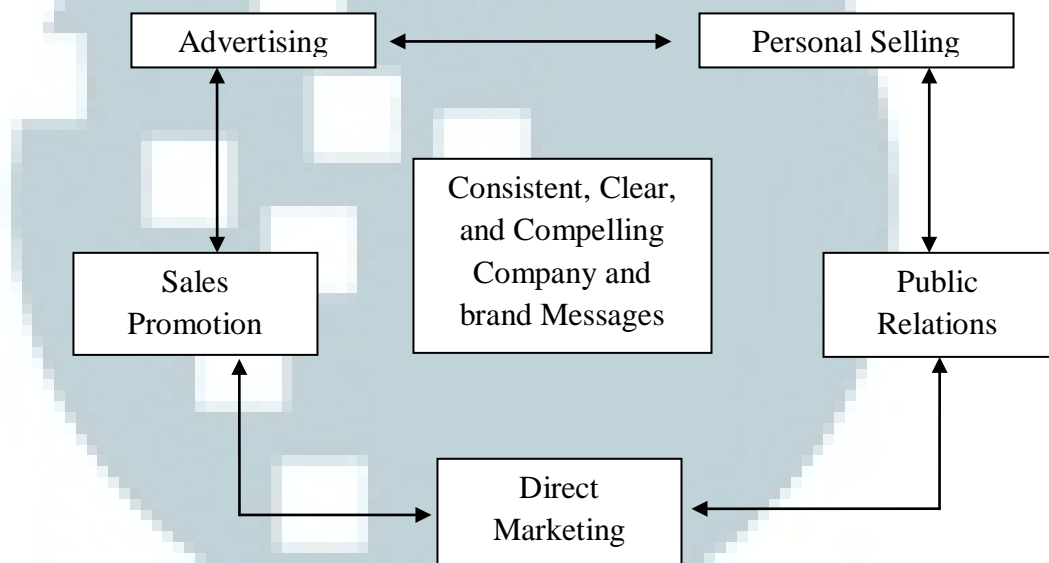 Advertising
Personal Selling
Consistent, Clear,
and Compelling
Company and
brand Messages
Sales
Promotion
Public
Relations
Direct
Marketing